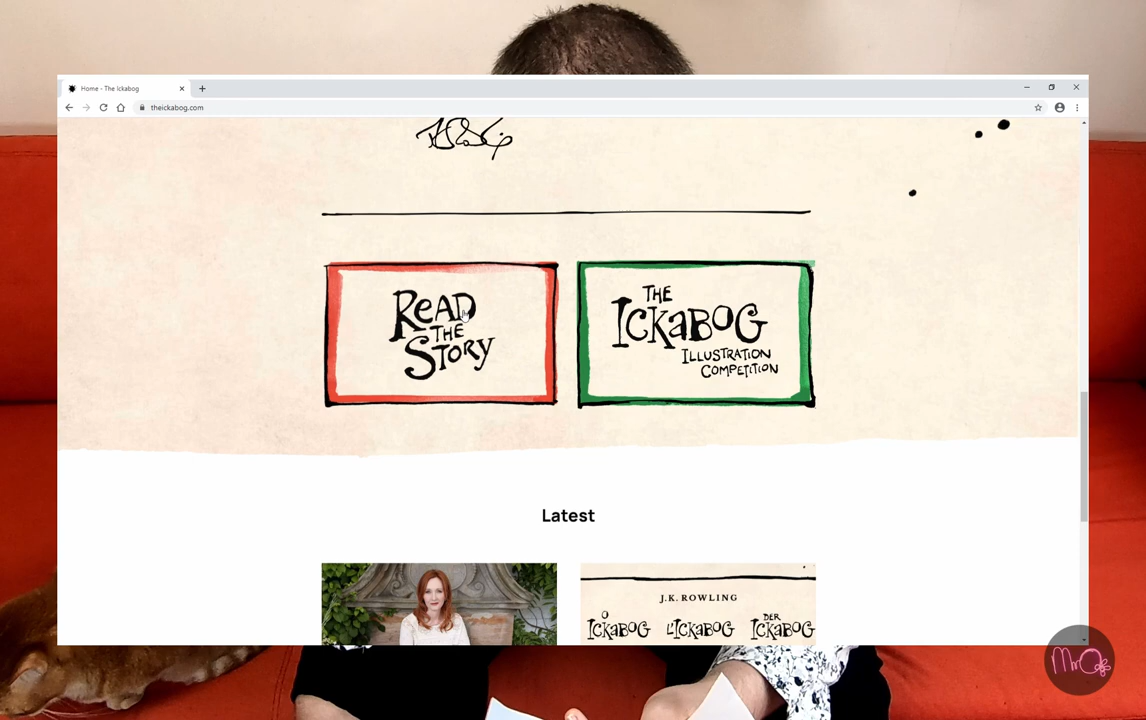 Home - The Ickabog
theickabog.com
READ
THE
STORY
THE
ICKABOG
ILLUSTRATION
COMPETITION
Latest
J.K. ROWLING
O
ICKABOG
L'ICKABOG
DER
ICKABOG